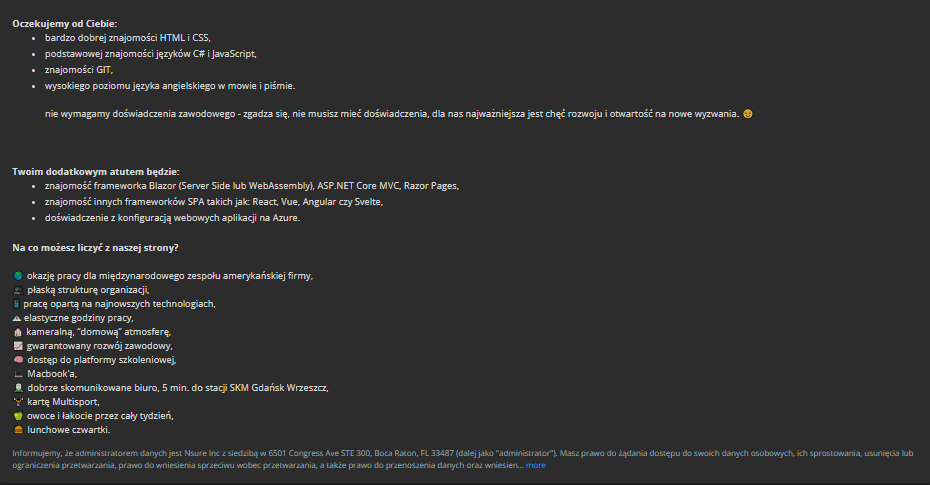 Oczekujemy od Ciebie:
• bardzo dobrej znajomości HTML i CSS,
• podstawowej znajomości języków C# i JavaScript,
• znajomości GIT,
• wysokiego poziomu języka angielskiego w mowie i piśmie.
nie wymagamy doświadczenia zawodowego - zgadza się, nie musisz mieć doświadczenia, dla nas najważniejsza jest chęć rozwoju i otwartość na nowe wyzwania. 😉
Twoim dodatkowym atutem będzie:
• znajomość frameworka Blazor (Server Side lub WebAssembly), ASP.NET Core MVC, Razor Pages,
• znajomość innych frameworków SPA takich jak: React, Vue, Angular czy Svelte,
• doświadczenie z konfiguracją webowych aplikacji na Azure.
Na co możesz liczyć z naszej strony?
okazję pracy dla międzynarodowego zespołu amerykańskiej firmy,
płaską strukturę organizacji,
pracę opartą na najnowszych technologiach,
elastyczne godziny pracy,
kameralną, “domową” atmosferę,
gwarantowany rozwój zawodowy,
dostęp do platformy szkoleniowej,
Macbook'a,
dobrze skomunikowane biuro, 5 min. do stacji SKM Gdańsk Wrzeszcz,
kartę Multisport,
owoce i łakocie przez cały tydzień,
lunchowe czwartki.
Informujemy, że administratorem danych jest Nsure Inc z siedzibą w 6501 Congress Ave STE 300, Boca Raton, FL 33487 (dalej jako "administrator"). Masz prawo do żądania dostępu do swoich danych osobowych, ich sprostowania, usunięcia lub
ograniczenia przetwarzania, prawo do wniesienia sprzeciwu wobec przetwarzania, a także prawo do przenoszenia danych oraz wniesien... more